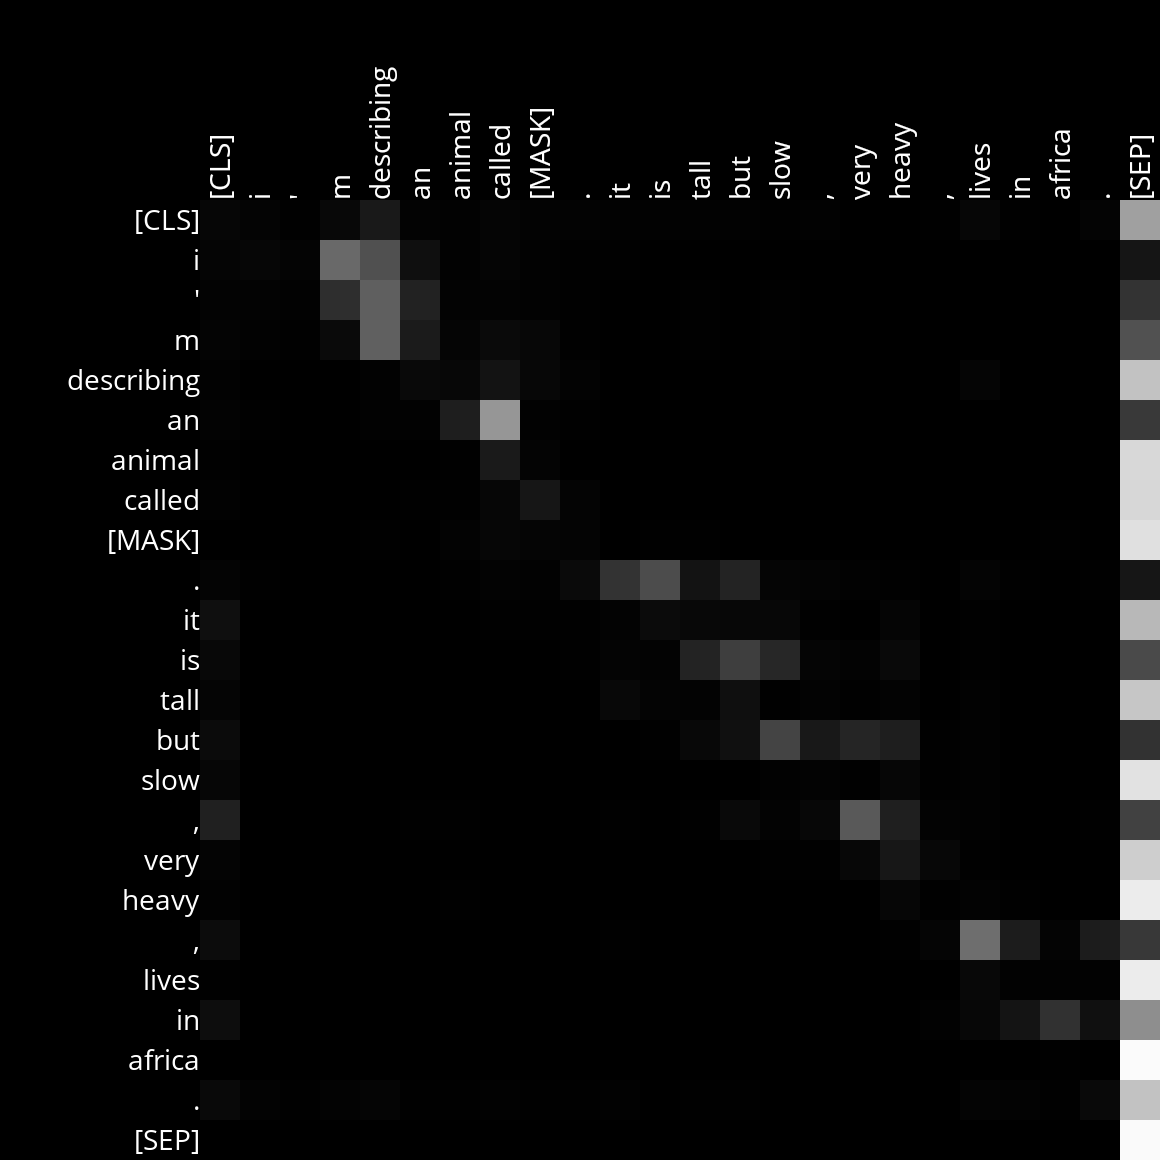 [CLS] i ' m describing an animal called [MASK] . it is tall but slow , very heavy , lives in africa . [SEP]
[CLS]
i
'
m
describing
an
animal
called
[MASK]
.
it
is
tall
but
slow
,
very
heavy
,
lives
in
africa
.
[SEP]